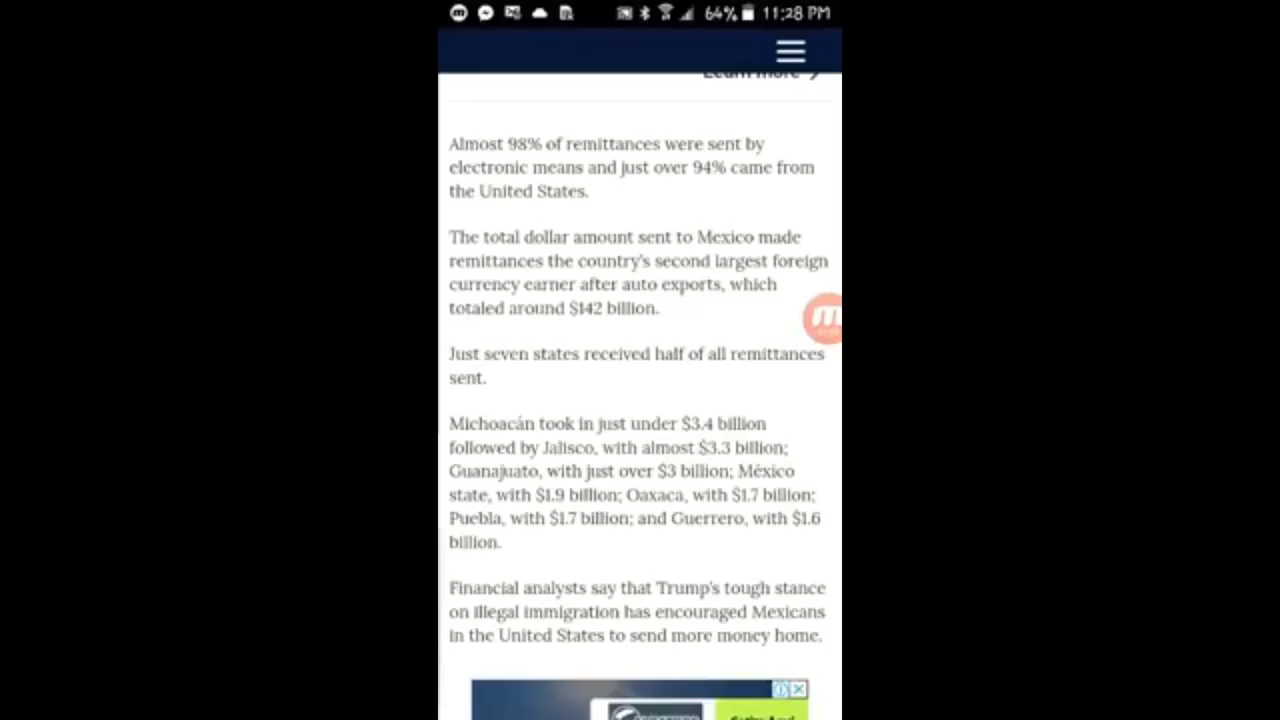 64% 11:28 PM
Learn more
Almost 98% of remittances were sent by
electronic means and just over 94% came from
the United States.
The total dollar amount sent to Mexico made
remittances the country's second largest foreign
currency earner after auto exports, which
totaled around $142 billion.
Just seven states received half of all remittances
sent.
Michoacán took in just under $3.4 billion
followed by Jalisco, with almost $3.3 billion;
Guanajuato, with just over $3 billion; México
state, with $1.9 billion; Oaxaca, with $1.7 billion;
Puebla, with $1.7 billion; and Guerrero, with $1.6
billion.
Financial analysts say that Trump's tough stance
on illegal immigration has encouraged Mexicans
in the United States to send more money home.